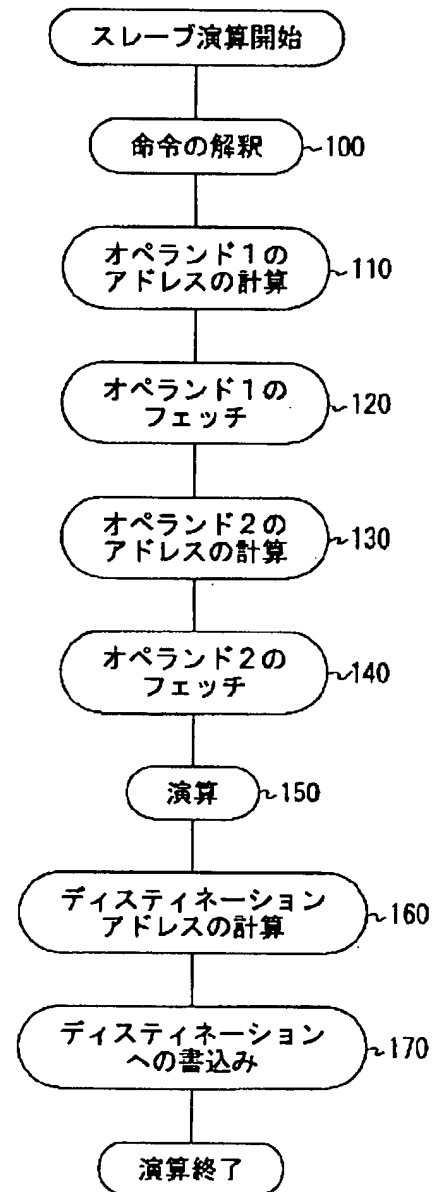 スレーブ演算開始
命令の解釈
~100
オペランド1の
アドレスの計算
~110
オペランド1の
フェッチ
~120
オペランド2の
アドレスの計算
~130
オペランド2の
フェッチ
~140
演算
~150
ディスティネーション
アドレスの計算
~160
ディスティネーション
への書込み
~170
演算終了